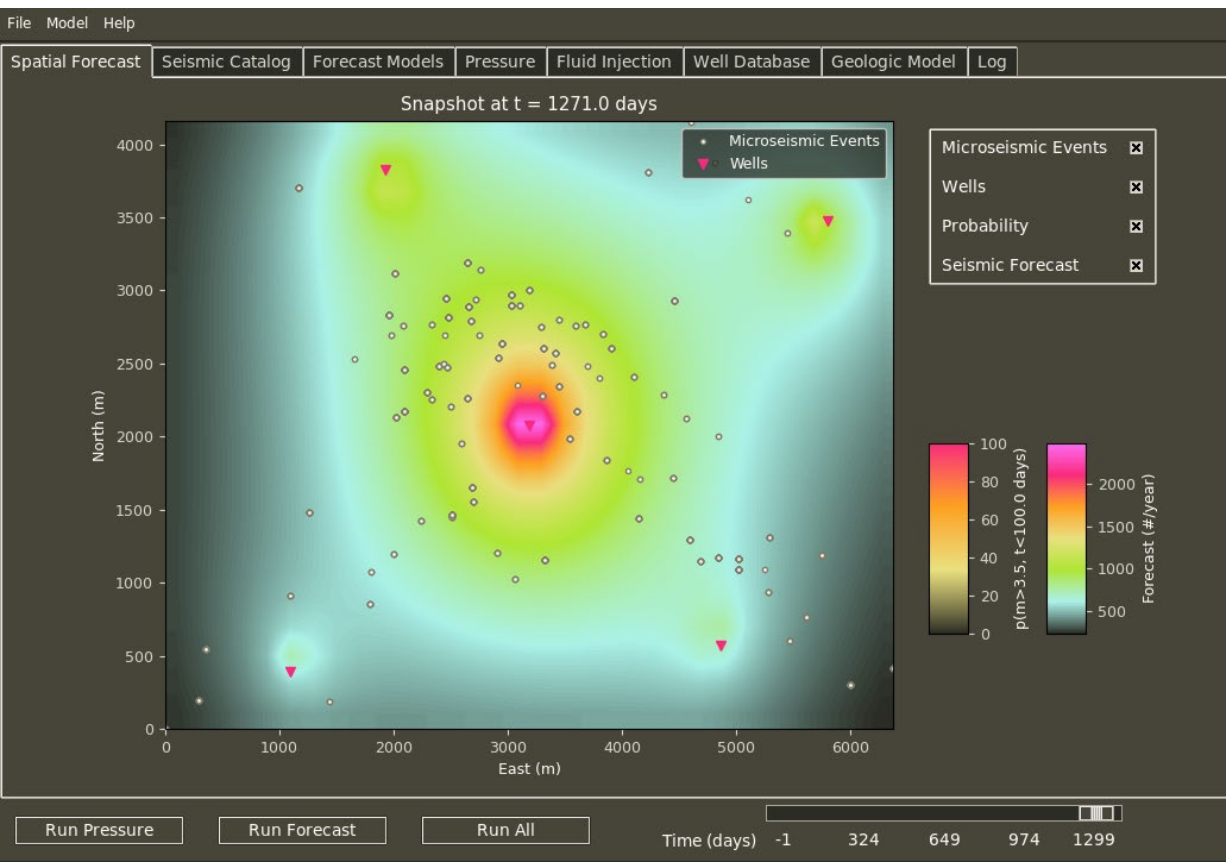 File Model Help
Spatial Forecast Seismic Catalog Forecast Models Pressure Fluid Injection Well Database Geologic Model Log
Snapshot at t = 1271.0 days
Microseismic Events
Wells
4000
3500
3000
2500
2000
1500
1000
500
0
North (m)
0 1000 2000 3000 4000 5000 6000
East (m)
Microseismic Events
Wells
Probability
Seismic Forecast
100
80
60
40
20
0
p(m>3.5, t<100.0 days)
2000
1500
1000
500
Forecast (#/year)
Run Pressure Run Forecast Run All
Time (days) -1 324 649 974 1299